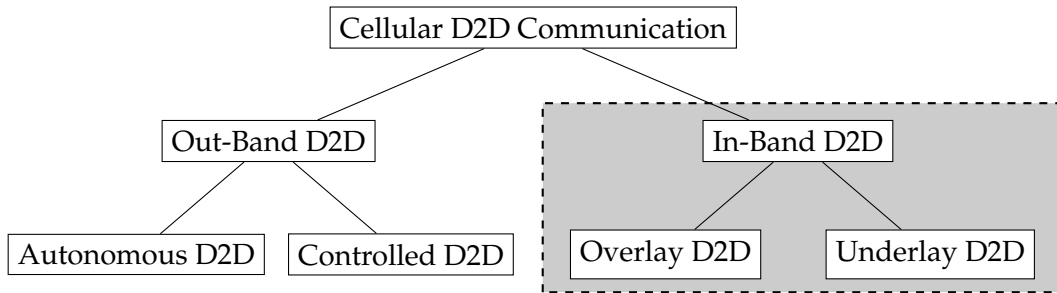 Cellular D2D Communication
Out-Band D2D
In-Band D2D
Autonomous D2D
Controlled D2D
Overlay D2D
Underlay D2D